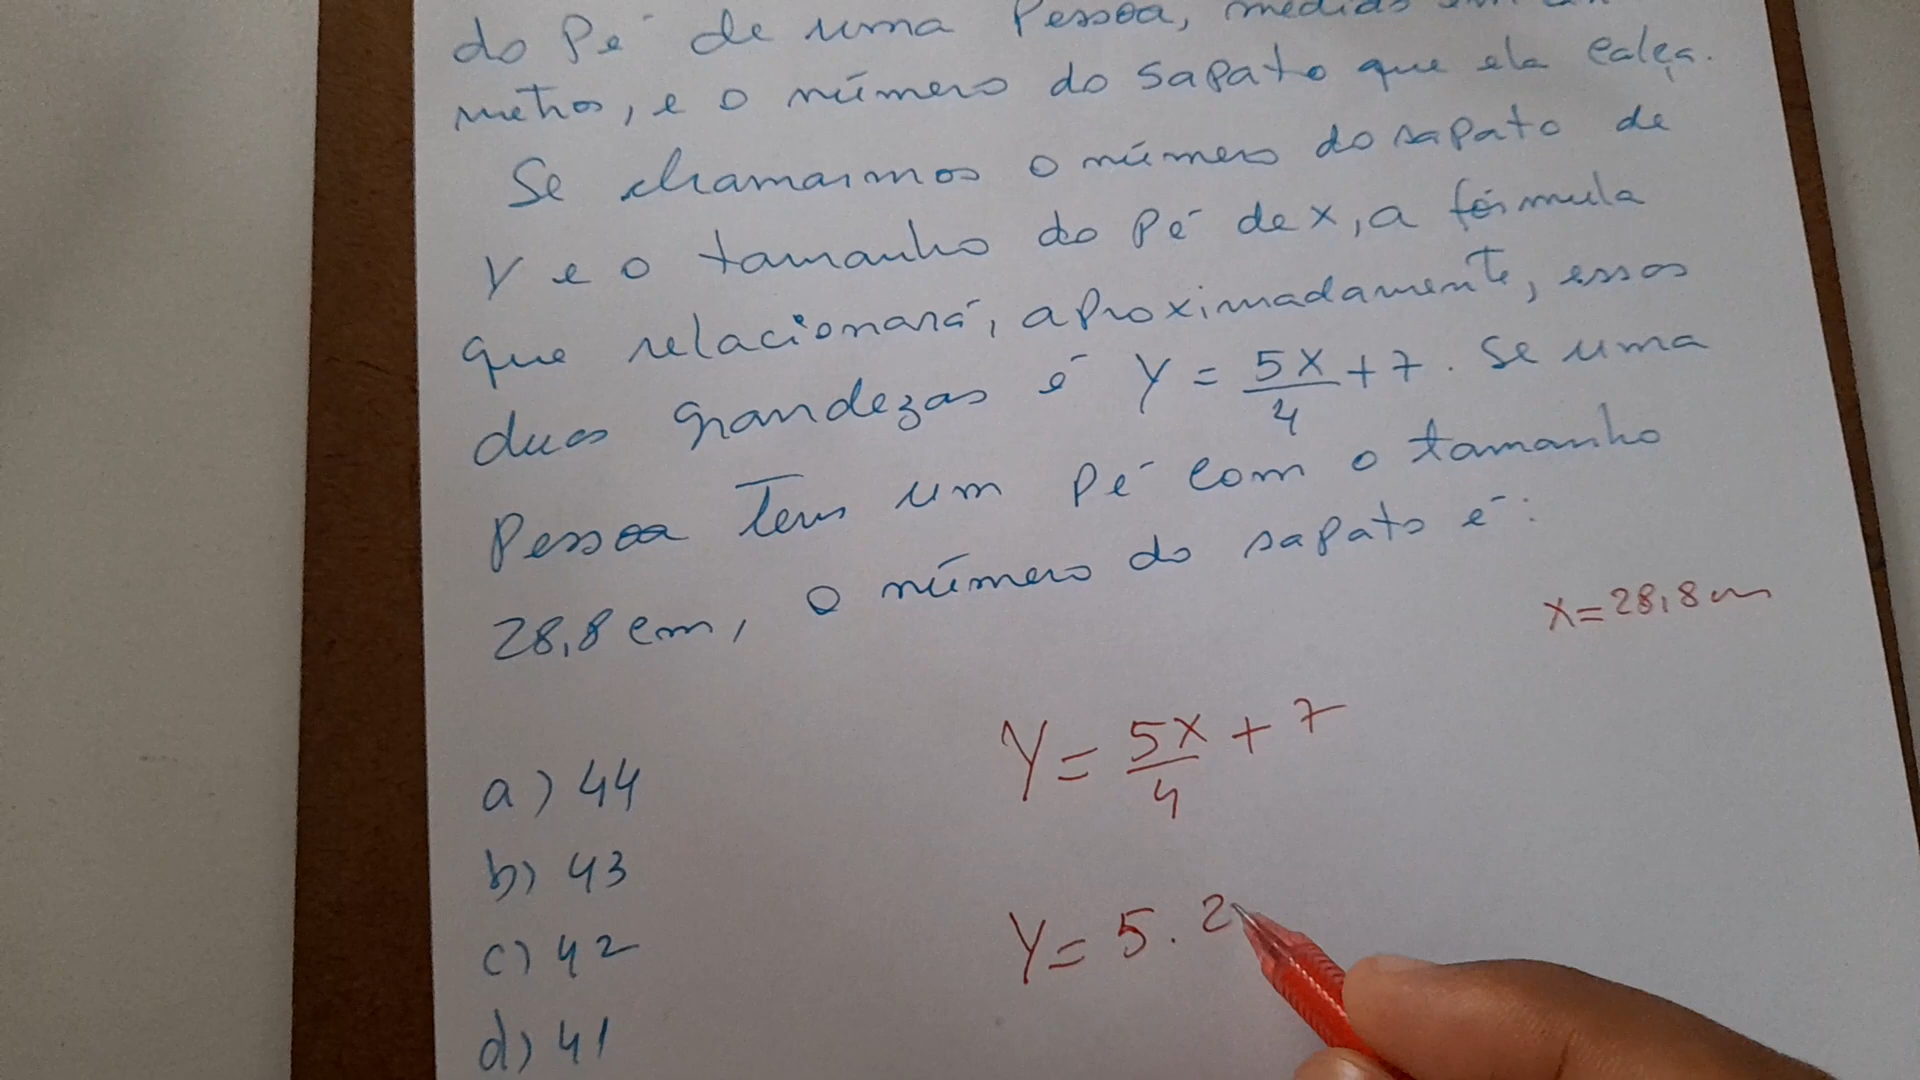 do Pé de uma Pessoa, medido em
metros, e o número do sapato que ela calça.
Se chamarmos o número do sapato de
Y e o tamanho do Pé de x, a fórmula
que relacionará, aproximadamente, essas
duas grandezas é Y = 5X/4 + 7. Se uma
Pessoa Tem um Pé com o tamanho
28,8 cm, o número do sapato é:
X = 28,8 cm
Y = 5X/4 + 7
a) 44
b) 43
Y = 5 . 2
c) 42
d) 41